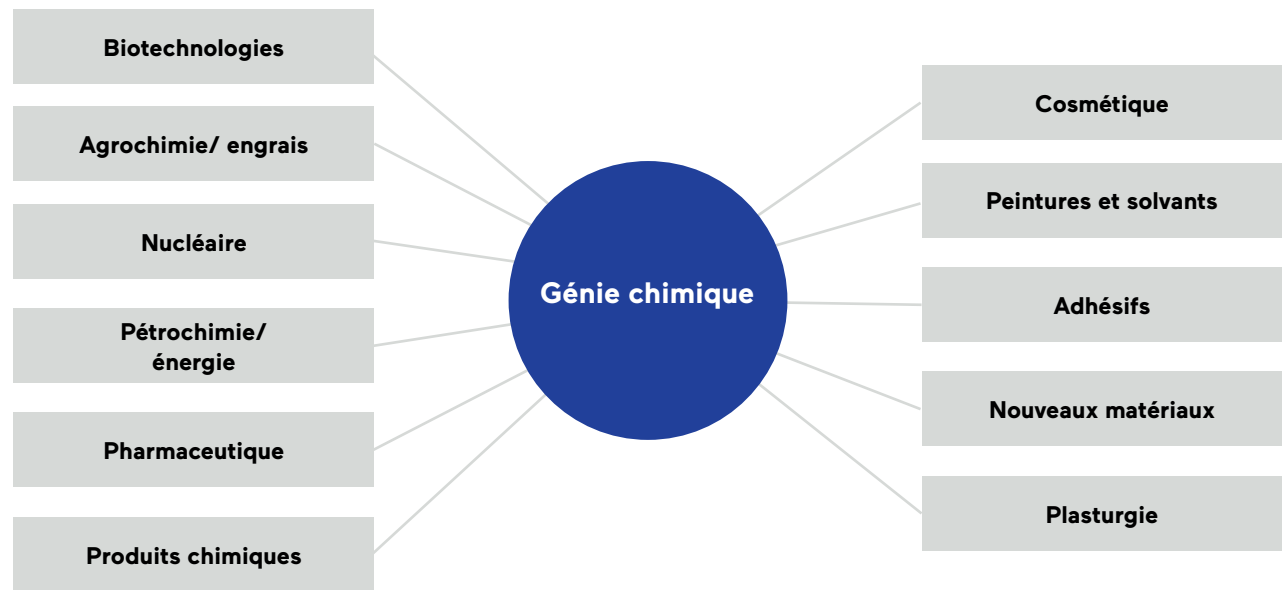 Biotechnologies
Agrochimie/ engrais
Nucléaire
Pétrochimie/
énergie
Pharmaceutique
Produits chimiques
Génie chimique
Cosmétique
Peintures et solvants
Adhésifs
Nouveaux matériaux
Plasturgie